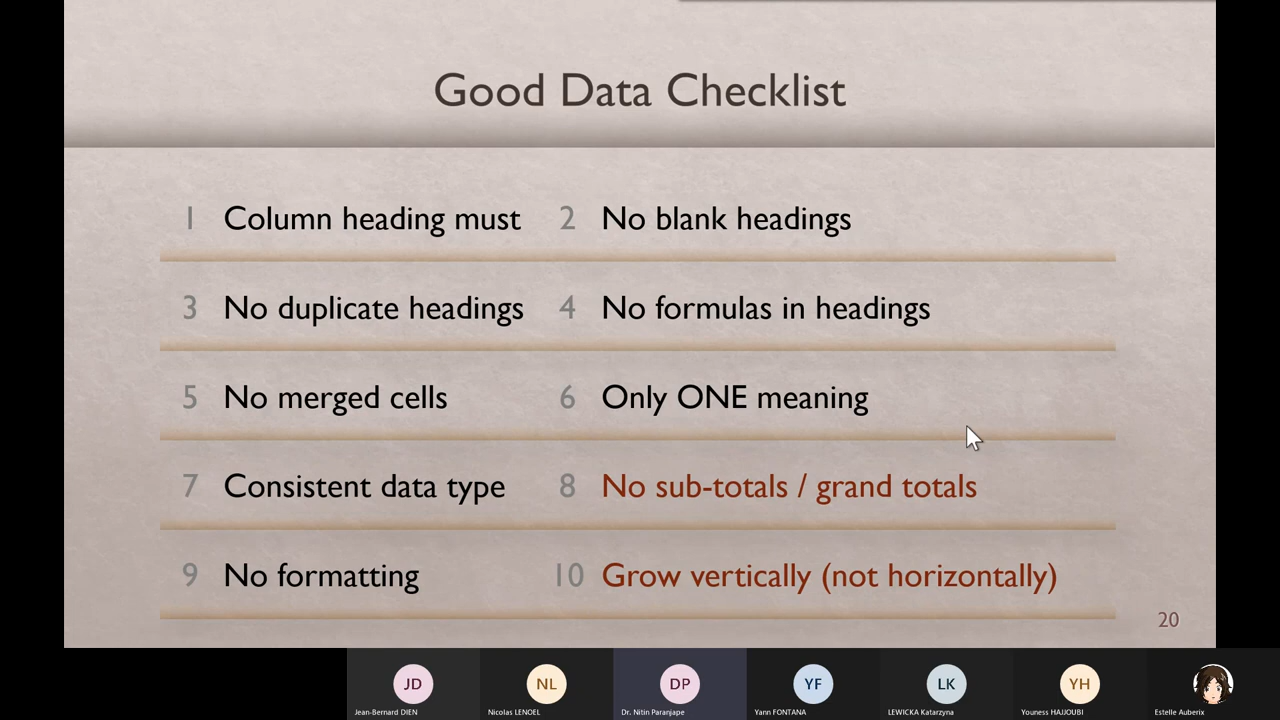 Good Data Checklist
1 Column heading must 2 No blank headings
3 No duplicate headings 4 No formulas in headings
5 No merged cells 6 Only ONE meaning
7 Consistent data type 8 No sub-totals / grand totals
9 No formatting 10 Grow vertically (not horizontally)
20
JD NL DP YF LK YH
Jean-Bernard DIEN Nicolas LENOEL Dr. Nitin Paranjape Yann FONTANA LEWICKA Katarzyna Youness HAJJOUBI Estelle Auberix